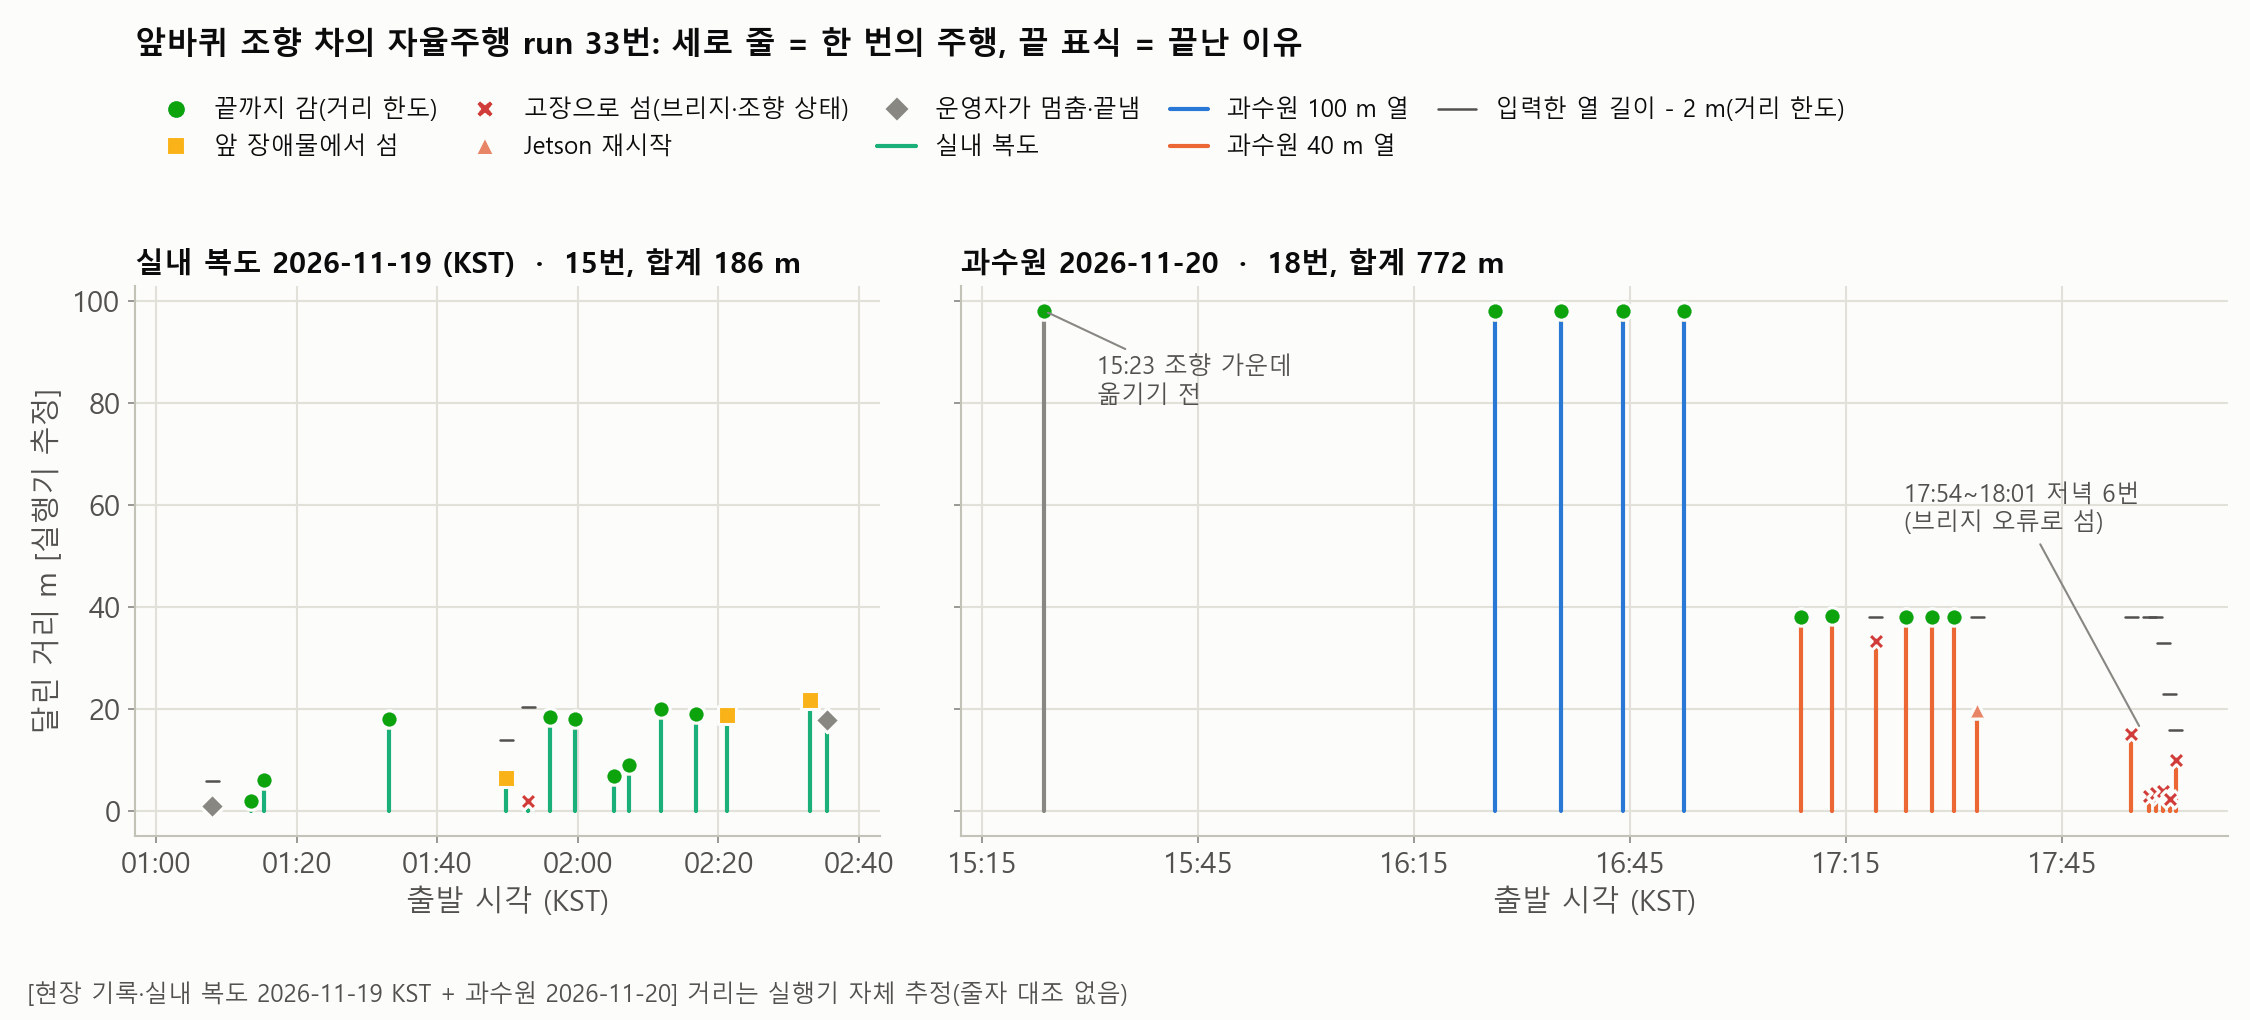 앞바퀴 조향 차의 자율주행 run 33번: 세로 줄 = 한 번의 주행, 끝 표식 = 끝난 이유
끝까지 감(거리 한도)
고장으로 섬(브리지·조향 상태)
운영자가 멈춤·끝냄
과수원 100 m 열
입력한 열 길이 - 2 m(거리 한도)
앞 장애물에서 섬
Jetson 재시작
실내 복도
과수원 40 m 열
실내 복도 2026-11-19 (KST) · 15번, 합계 186 m
과수원 2026-11-20 · 18번, 합계 772 m
달린 거리 m [실행기 추정]
100
80
60
40
20
0
15:23 조향 가운데
옮기기 전
17:54~18:01 저녁 6번
(브리지 오류로 섬)
01:00 01:20 01:40 02:00 02:20 02:40
15:15 15:45 16:15 16:45 17:15 17:45
출발 시각 (KST)
출발 시각 (KST)
[현장 기록·실내 복도 2026-11-19 KST + 과수원 2026-11-20] 거리는 실행기 자체 추정(줄자 대조 없음)